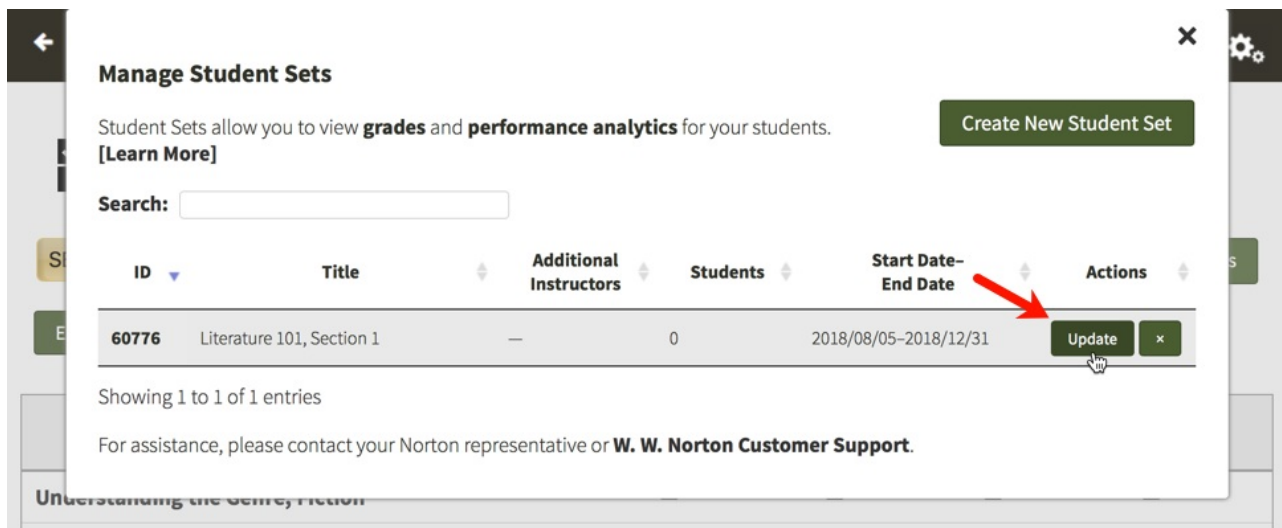 Manage Student Sets
Student Sets allow you to view grades and performance analytics for your students.
[Learn More]
Create New Student Set
Search:
ID Title Additional Instructors Students Start Date– End Date Actions
60776 Literature 101, Section 1 — 0 2018/08/05–2018/12/31 Update ×
Showing 1 to 1 of 1 entries
For assistance, please contact your Norton representative or W. W. Norton Customer Support.
Understanding the Genre, Fiction